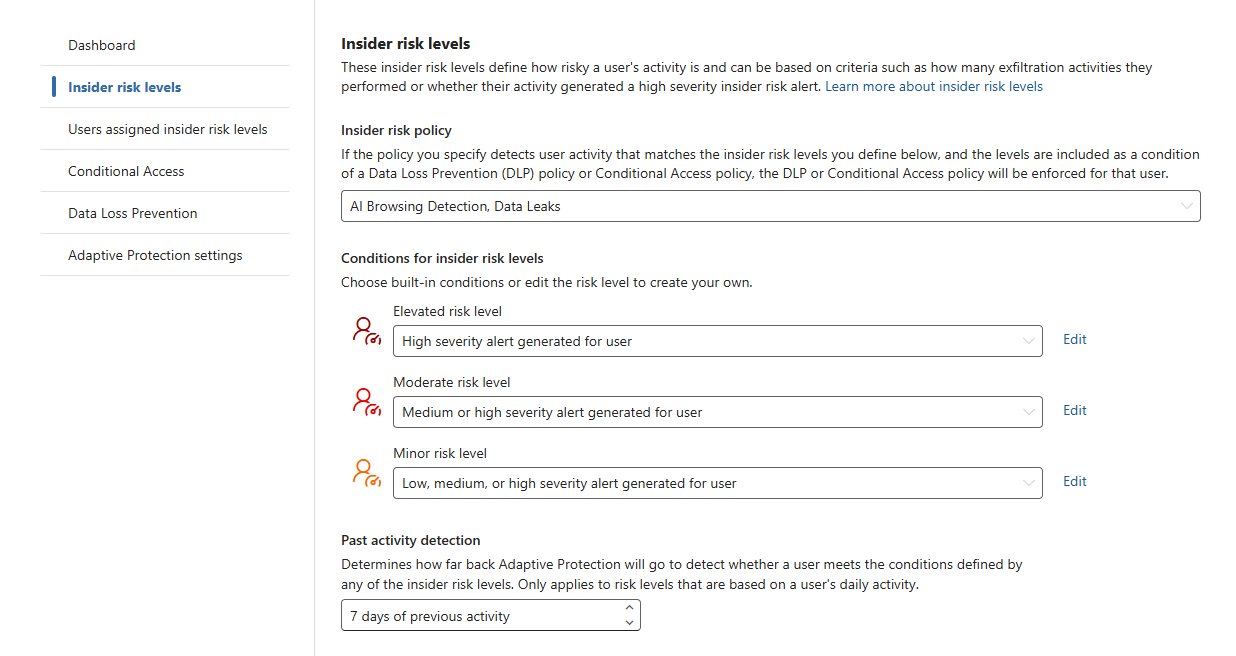 Dashboard
Insider risk levels
Users assigned insider risk levels
Conditional Access
Data Loss Prevention
Adaptive Protection settings
Insider risk levels
These insider risk levels define how risky a user's activity is and can be based on criteria such as how many exfiltration activities they
performed or whether their activity generated a high severity insider risk alert. Learn more about insider risk levels
Insider risk policy
If the policy you specify detects user activity that matches the insider risk levels you define below, and the levels are included as a condition
of a Data Loss Prevention (DLP) policy or Conditional Access policy, the DLP or Conditional Access policy will be enforced for that user.
AI Browsing Detection, Data Leaks
Conditions for insider risk levels
Choose built-in conditions or edit the risk level to create your own.
Elevated risk level
High severity alert generated for user
Edit
Moderate risk level
Medium or high severity alert generated for user
Edit
Minor risk level
Low, medium, or high severity alert generated for user
Edit
Past activity detection
Determines how far back Adaptive Protection will go to detect whether a user meets the conditions defined by
any of the insider risk levels. Only applies to risk levels that are based on a user's daily activity.
7 days of previous activity